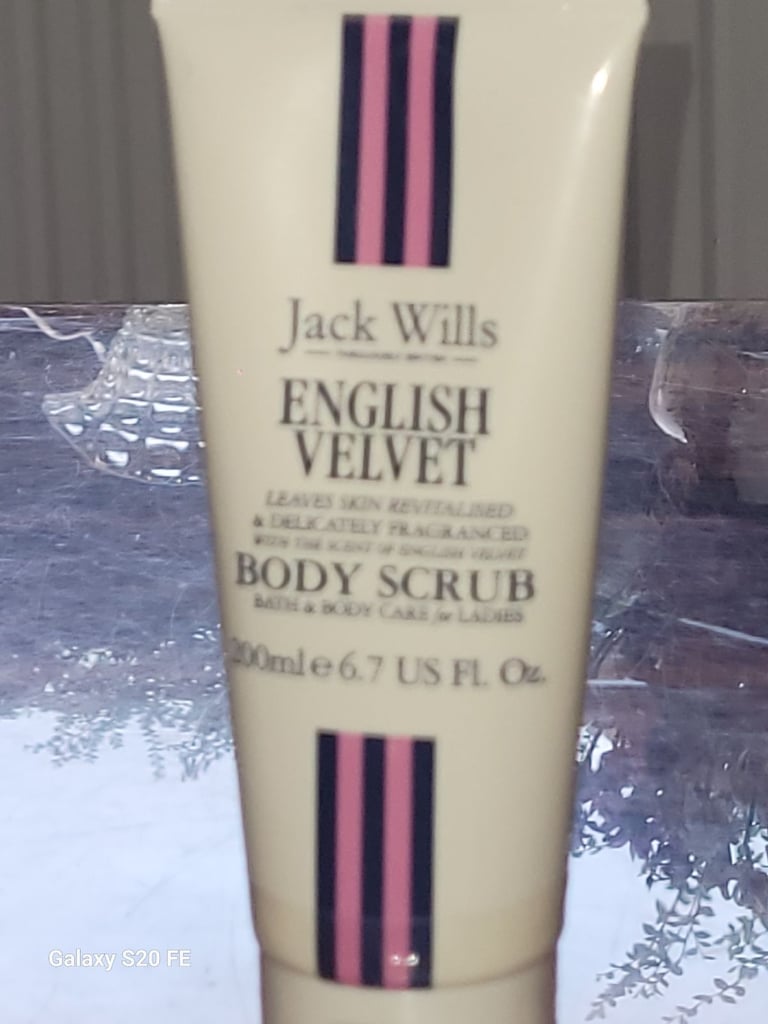 Jack Wills
ENGLISH
VELVET
LEAVES SKIN REVITALISED
& DELICATELY FRAGRANCED
WITH THE SCENT OF ENGLISH VELVET
BODY SCRUB
BATH & BODY CARE for LADIES
200ml e 6.7 US Fl. Oz.
Galaxy S20 FE